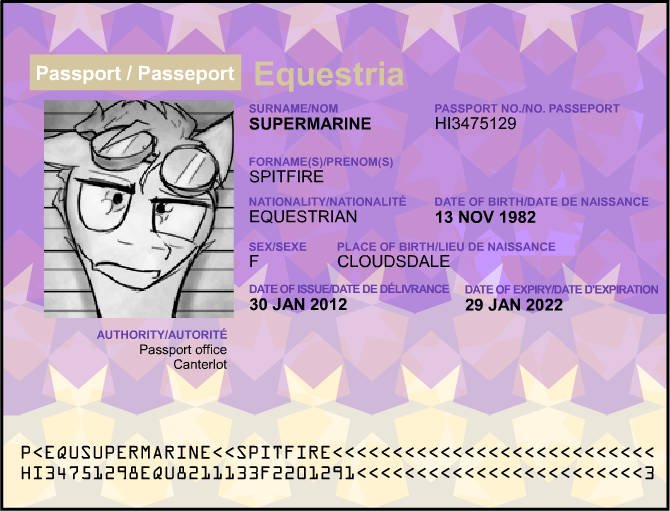 Passport / Passeport Equestria
SURNAME/NOM PASSPORT NO./NO. PASSEPORT
SUPERMARINE HI3475129
FORNAME(S)/PRENOM(S)
SPITFIRE
NATIONALITY/NATIONALITÉ DATE OF BIRTH/DATE DE NAISSANCE
EQUESTRIAN 13 NOV 1982
SEX/SEXE PLACE OF BIRTH/LIEU DE NAISSANCE
F CLOUDSDALE
DATE OF ISSUE/DATE DE DÉLIVRANCE DATE OF EXPIRY/DATE D'EXPIRATION
30 JAN 2012 29 JAN 2022
AUTHORITY/AUTORITÉ
Passport office
Canterlot
P<EQUSUPERMARINE<<SPITFIRE<<<<<<<<<<<<<<<<<<<<<<<<<<
HI34751298EQU8211133F2201291<<<<<<<<<<<<<<<<<<<<<<<3